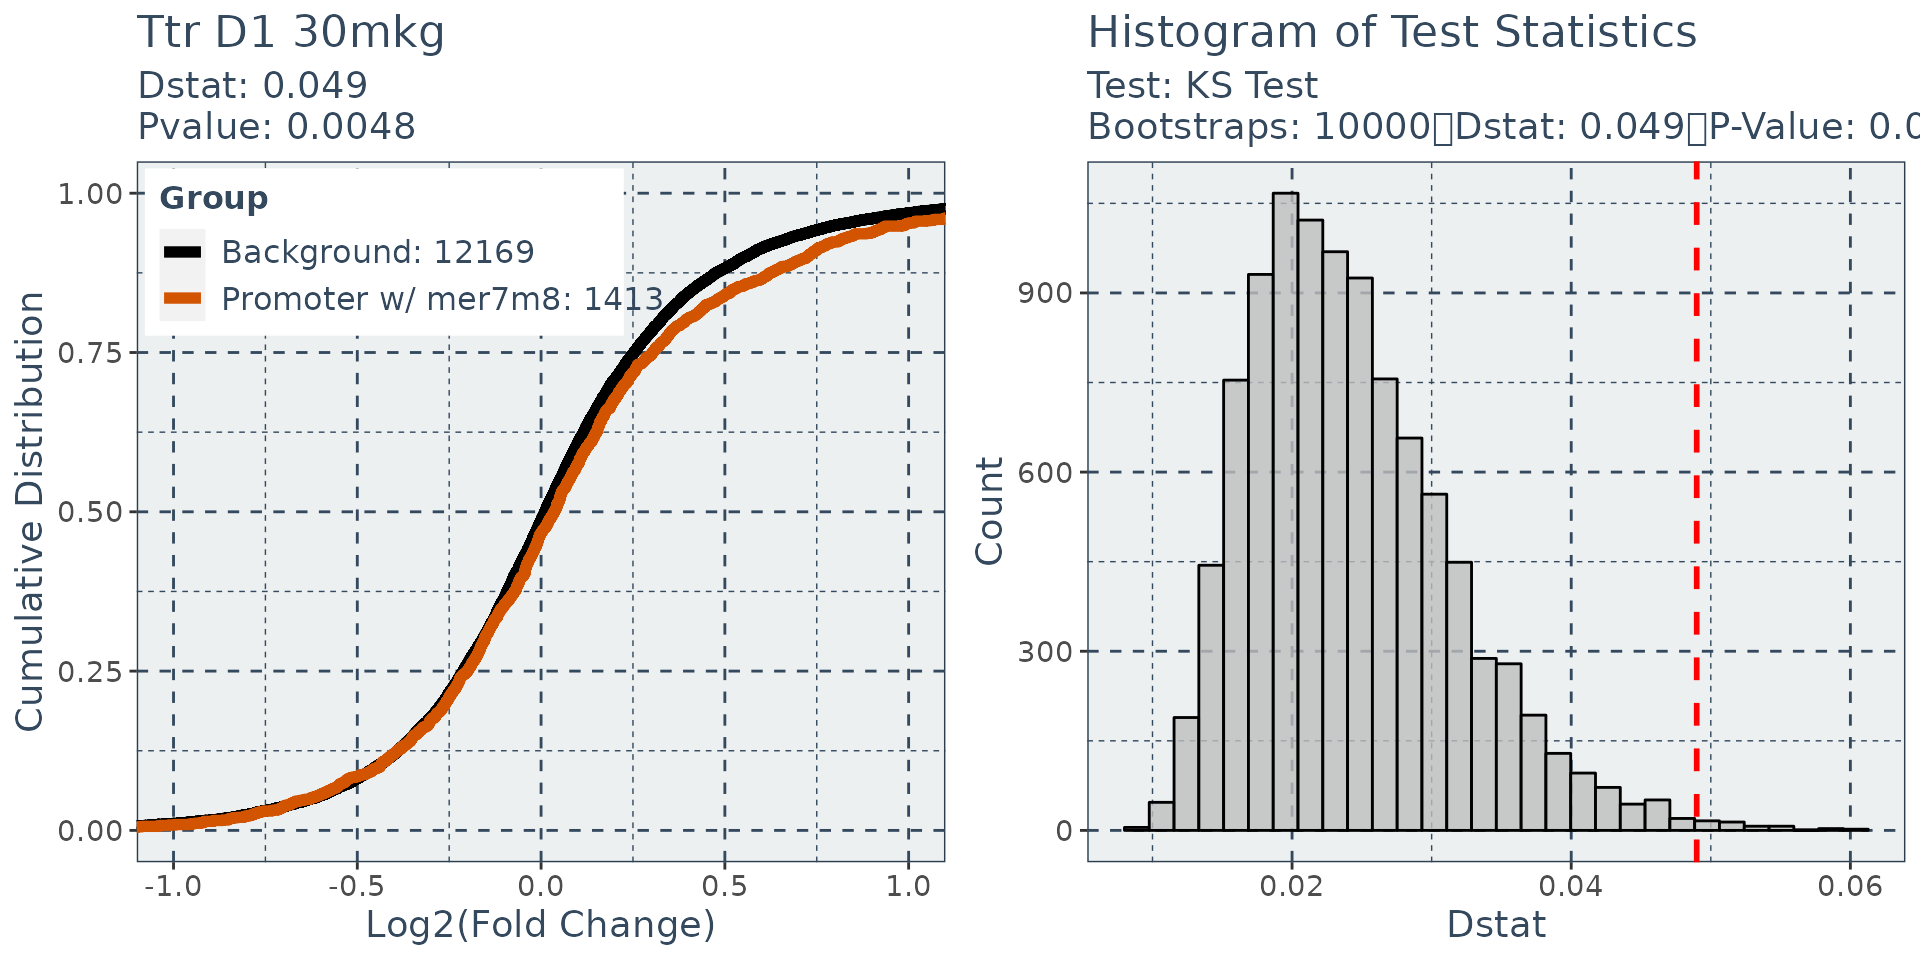 Ttr D1 30mkg
Dstat: 0.049
Pvalue: 0.0048
Group
Background: 12169
Promoter w/ mer7m8: 1413
1.00
0.75
0.50
0.25
0.00
Cumulative Distribution
-1.0 -0.5 0.0 0.5 1.0
Log2(Fold Change)
Histogram of Test Statistics
Test: KS Test
Bootstraps: 10000▯Dstat: 0.049▯P-Value: 0.0
900
600
300
0
Count
0.02 0.04 0.06
Dstat